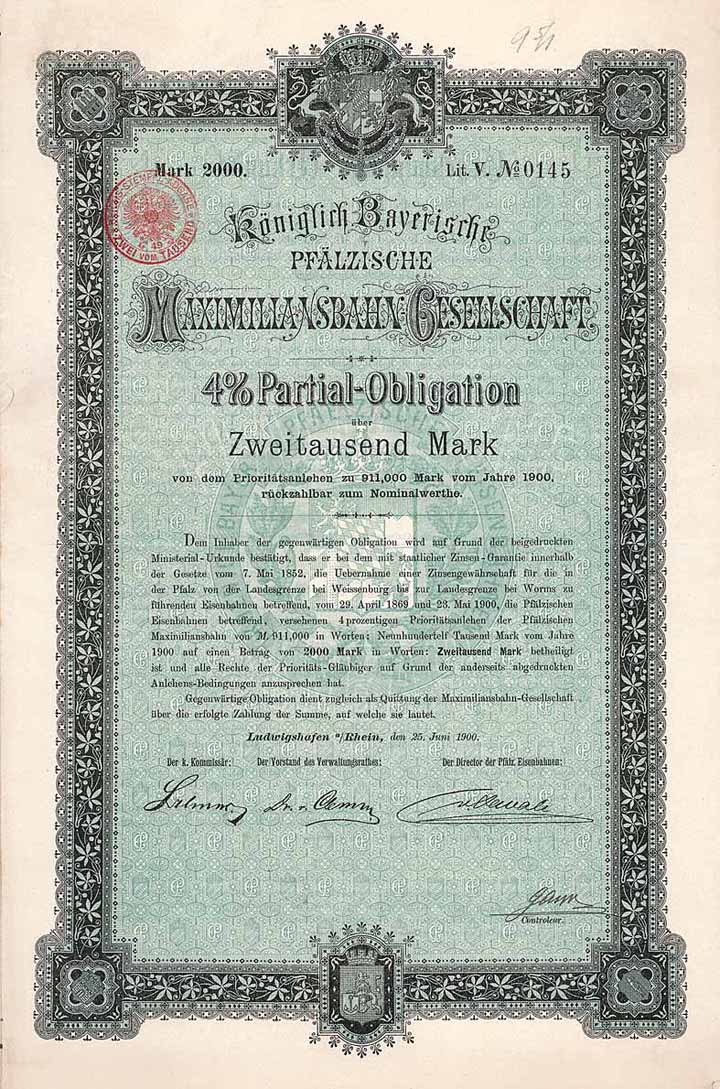 9 5/1
Mark 2000.
Lit. V. № 0145
REICHS-STEMPEL-ABGABE
ZWEI VOM TAUSEND
Königlich Bayerische
PFÄLZISCHE
MAXIMILIANSBAHN-GESELLSCHAFT.
4% Partial-Obligation
über
Zweitausend Mark
von dem Prioritätsanlehen zu 911,000 Mark vom Jahre 1900,
rückzahlbar zum Nominalwerthe.
Dem Inhaber der gegenwärtigen Obligation wird auf Grund der beigedruckten
Ministerial-Urkunde bestätigt, dass er bei dem mit staatlicher Zinsen-Garantie innerhalb
der Gesetze vom 7. Mai 1852, die Uebernahme einer Zinsengewährschaft für die in
der Pfalz von der Landesgrenze bei Weissenburg bis zur Landesgrenze bei Worms zu
führenden Eisenbahnen betreffend, vom 29. April 1869 und 23. Mai 1900, die Pfälzischen
Eisenbahnen betreffend, versehenen 4 prozentigen Prioritätsanlehen der Pfälzischen
Maximiliansbahn von M. 911,000 in Worten: Neunhundertelf Tausend Mark vom Jahre
1900 auf einen Betrag von 2000 Mark in Worten: Zweitausend Mark betheiligt
ist und alle Rechte der Prioritäts-Gläubiger auf Grund der anderseits abgedruckten
Anlehens-Bedingungen anzusprechen hat.
Gegenwärtige Obligation dient zugleich als Quittung der Maximiliansbahn-Gesellschaft
über die erfolgte Zahlung der Summe, auf welche sie lautet.
Ludwigshafen a/Rhein, den 25. Juni 1900.
Der k. Kommissär: Der Vorstand des Verwaltungsrathes: Der Director der Pfälz. Eisenbahnen:
Controleur.